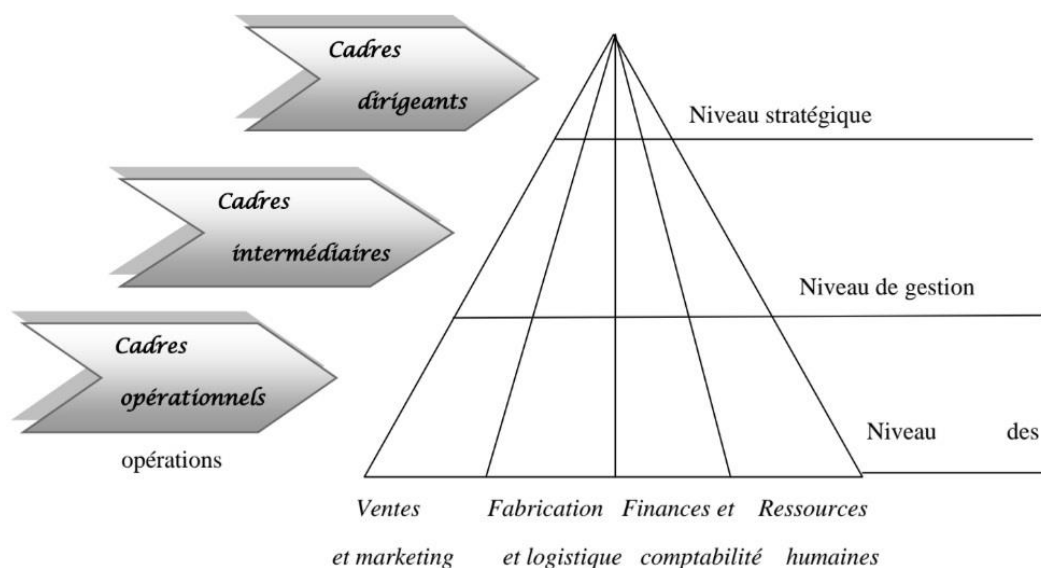 Cadres
dirigeants
Niveau stratégique
Cadres
intermédiaires
Niveau de gestion
Cadres
opérationnels
Niveau des
opérations
Ventes Fabrication Finances et Ressources
et marketing et logistique comptabilité humaines